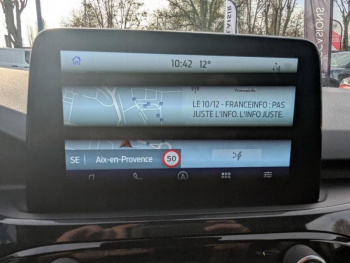 10:42 12°
LE 10/12 - FRANCEINFO : PAS
JUSTE L'INFO. L'INFO JUSTE.
SE | Aix-en-Provence 50